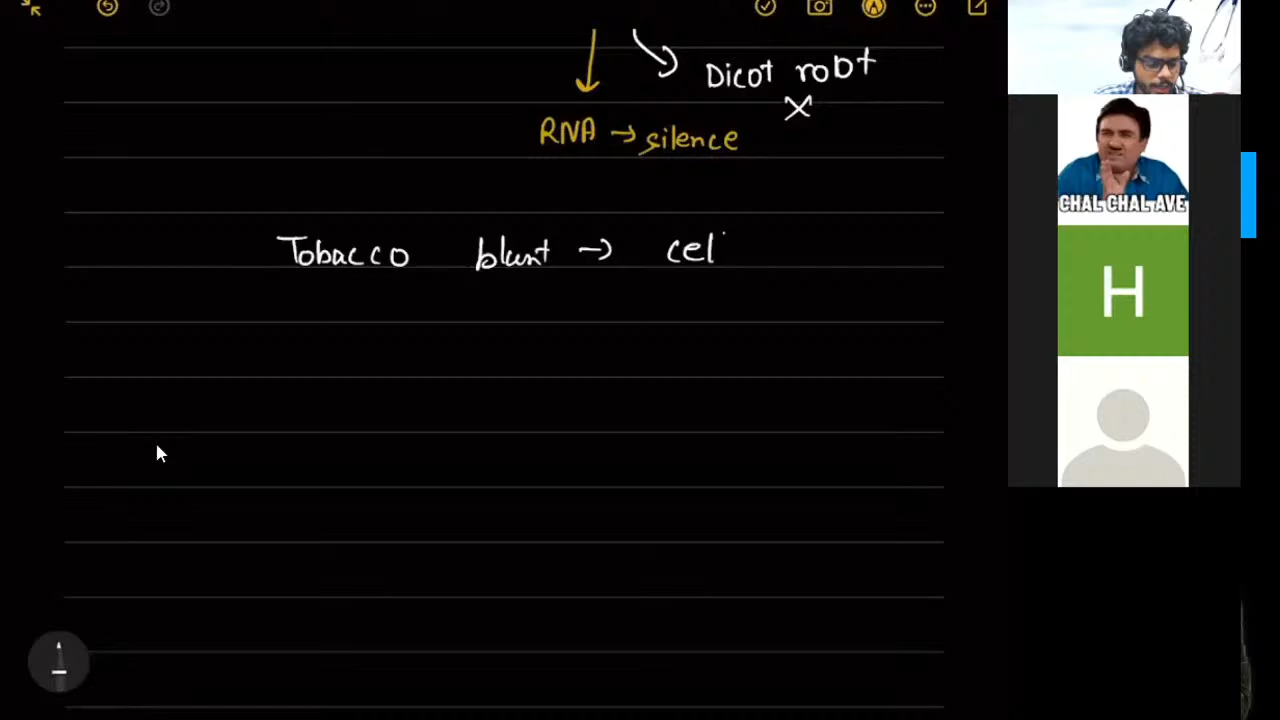 Dicot root
×
RNA → silence
Tobacco plant → cel
CHAL CHAL AVE
H